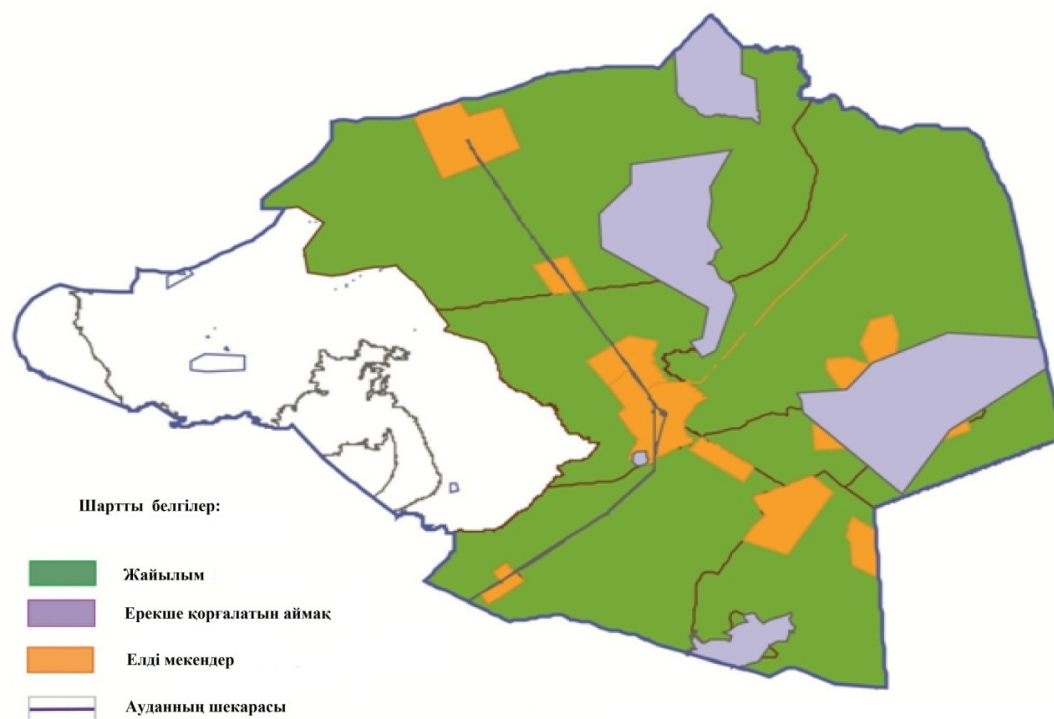 Шартты белгілер:
Жайылым
Ерекше қорғалатын аймақ
Елді мекендер
Ауданның шекарасы